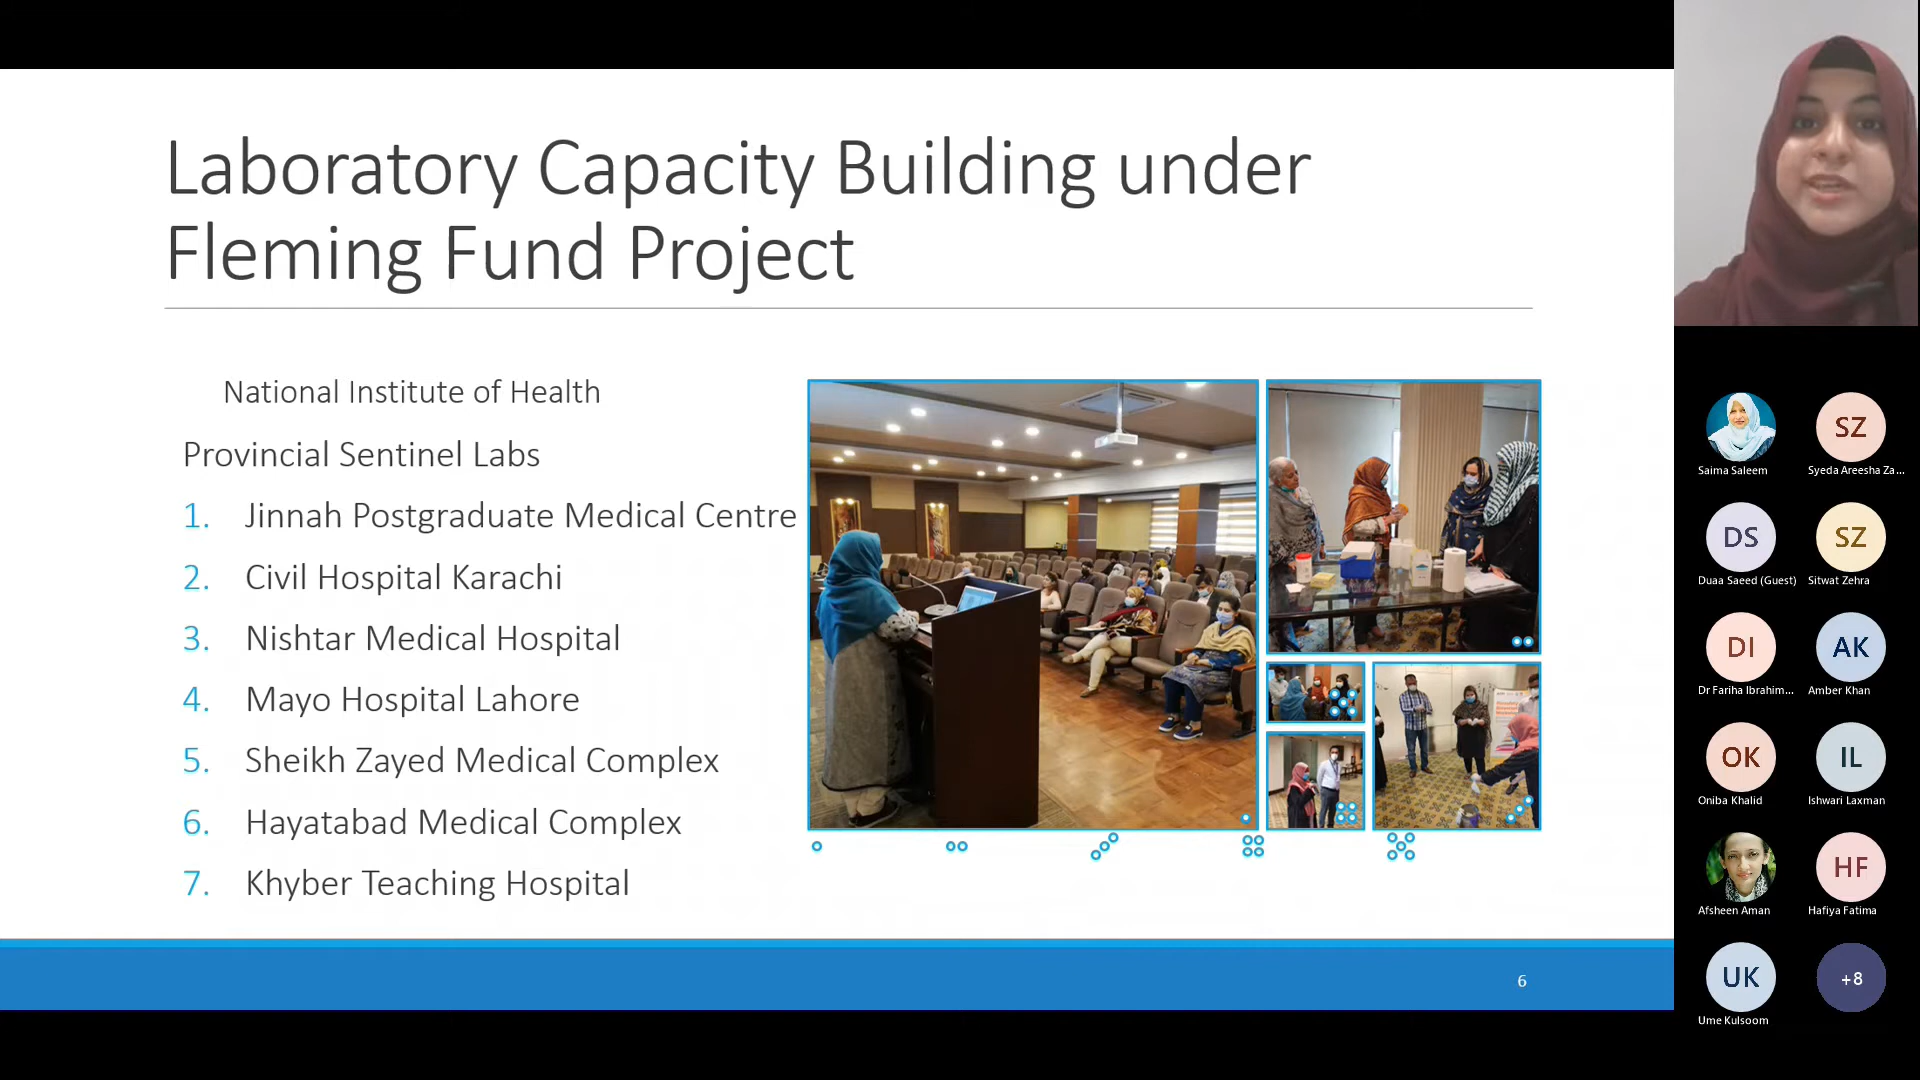 Laboratory Capacity Building under
Fleming Fund Project
National Institute of Health
Provincial Sentinel Labs
1. Jinnah Postgraduate Medical Centre
2. Civil Hospital Karachi
3. Nishtar Medical Hospital
4. Mayo Hospital Lahore
5. Sheikh Zayed Medical Complex
6. Hayatabad Medical Complex
7. Khyber Teaching Hospital
6
SZ
Saima Saleem
Syeda Areesha Za...
DS
SZ
Duaa Saeed (Guest)
Sitwat Zehra
DI
AK
Dr Fariha Ibrahim...
Amber Khan
OK
IL
Oniba Khalid
Ishwari Laxman
HF
Afsheen Aman
Hafiya Fatima
UK
+8
Ume Kulsoom